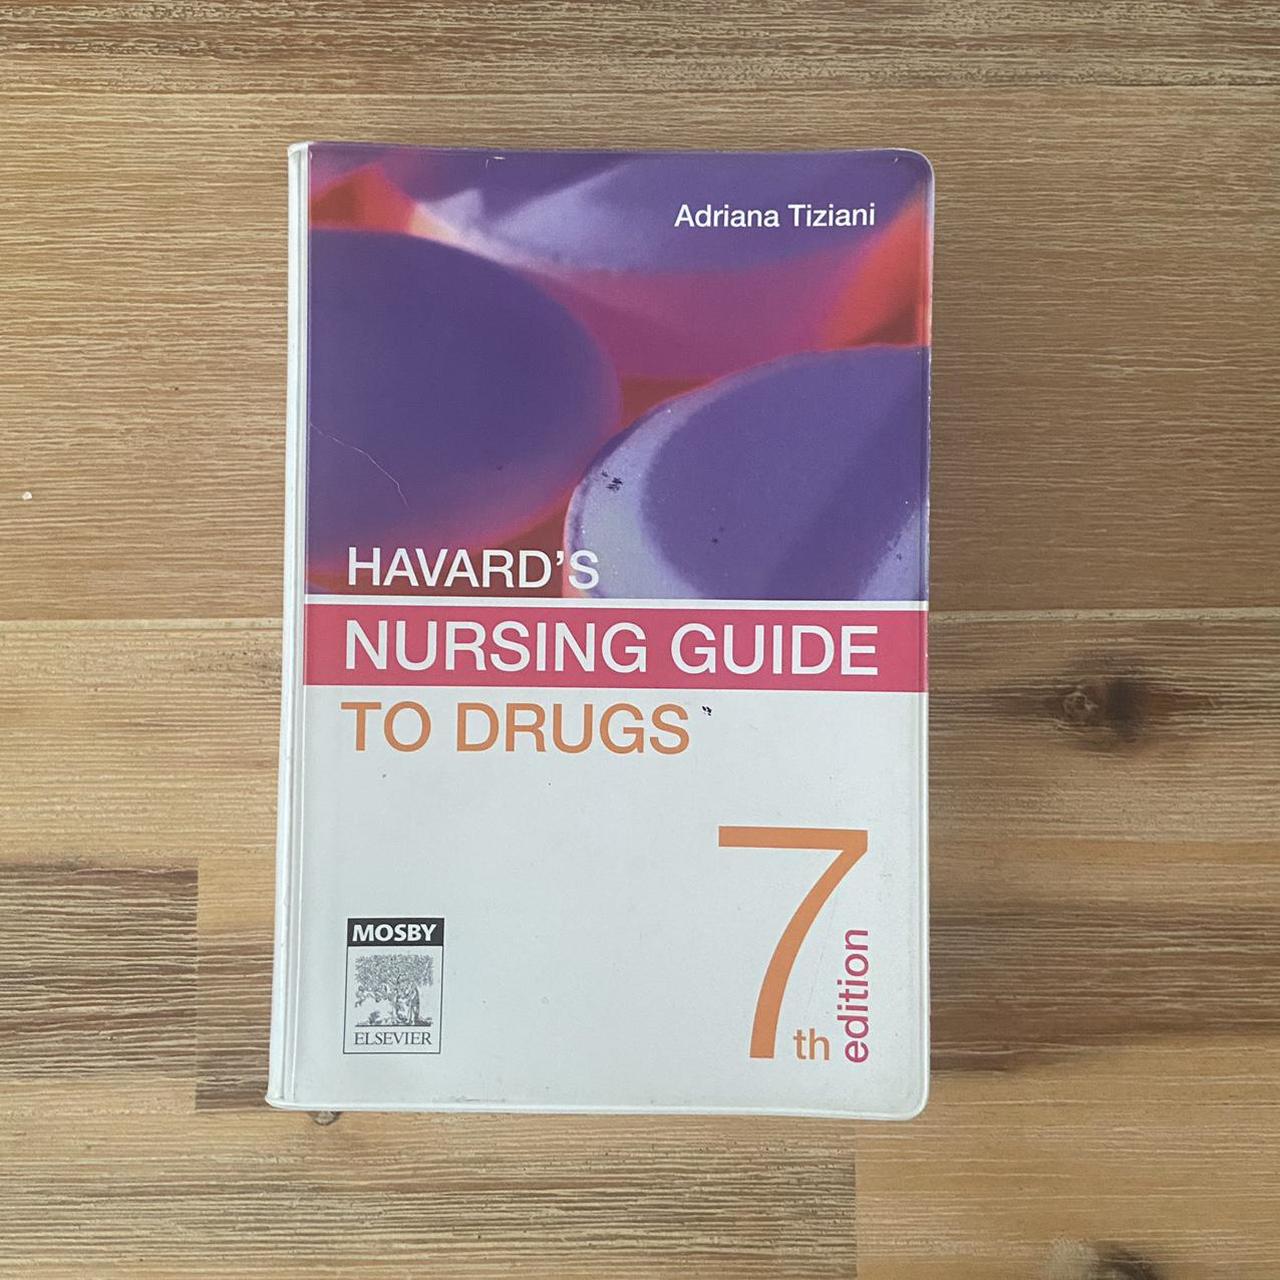 Adriana Tiziani
HAVARD'S
NURSING GUIDE
TO DRUGS
7th edition
MOSBY
ELSEVIER